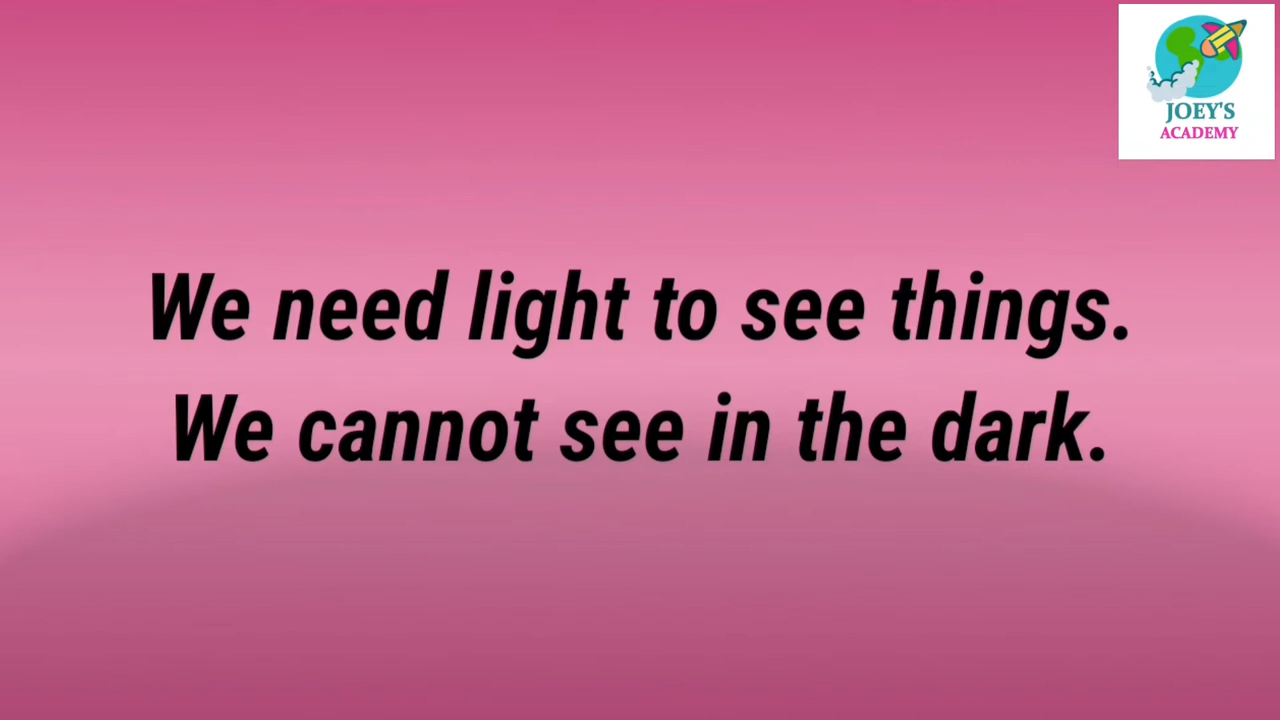 JOEY'S
ACADEMY
We need light to see things.
We cannot see in the dark.